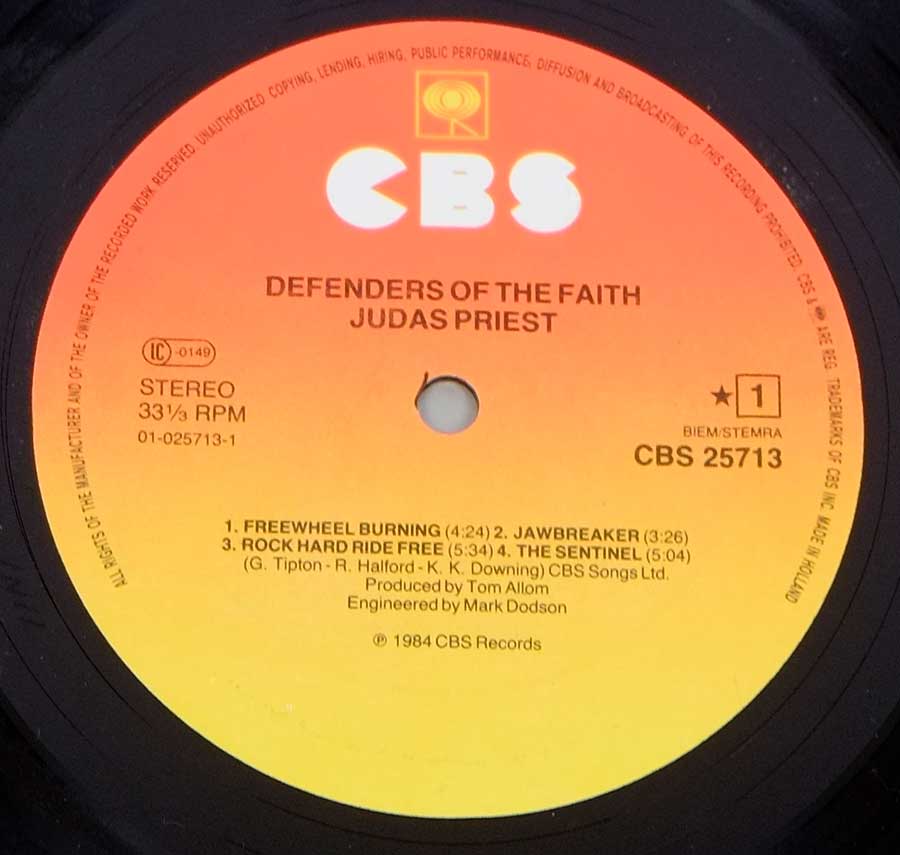 ALL RIGHTS OF THE MANUFACTURER AND OF THE OWNER OF THE RECORDED WORK RESERVED. UNAUTHORIZED COPYING, LENDING, HIRING, PUBLIC PERFORMANCE, DIFFUSION AND BROADCASTING OF THIS RECORDING PROHIBITED. CBS & ARE REG. TRADEMARKS OF CBS INC. MADE IN HOLLAND
CBS
DEFENDERS OF THE FAITH
JUDAS PRIEST
LC -0149
STEREO
33⅓ RPM
01-025713-1
★ 1
BIEM/STEMRA
CBS 25713
1. FREEWHEEL BURNING (4:24) 2. JAWBREAKER (3:26)
3. ROCK HARD RIDE FREE (5:34) 4. THE SENTINEL (5:04)
(G. Tipton - R. Halford - K. K. Downing) CBS Songs Ltd.
Produced by Tom Allom
Engineered by Mark Dodson
℗ 1984 CBS Records